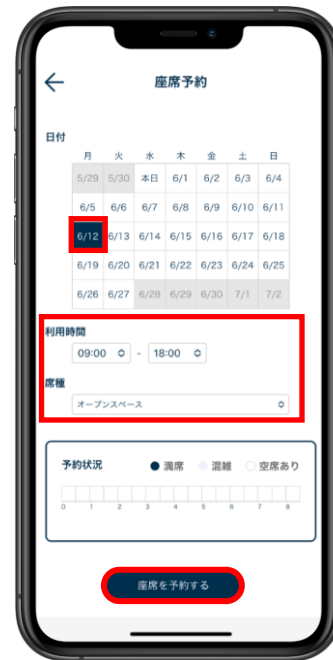 座席予約
日付
月 火 水 木 金 土 日
5/29 5/30 本日 6/1 6/2 6/3 6/4
6/5 6/6 6/7 6/8 6/9 6/10 6/11
6/12 6/13 6/14 6/15 6/16 6/17 6/18
6/19 6/20 6/21 6/22 6/23 6/24 6/25
6/26 6/27 6/28 6/29 6/30 7/1 7/2
利用時間
09:00 - 18:00
席種
オープンスペース
予約状況 満席 混雑 空席あり
0 1 2 3 4 5 6 7 8
座席を予約する